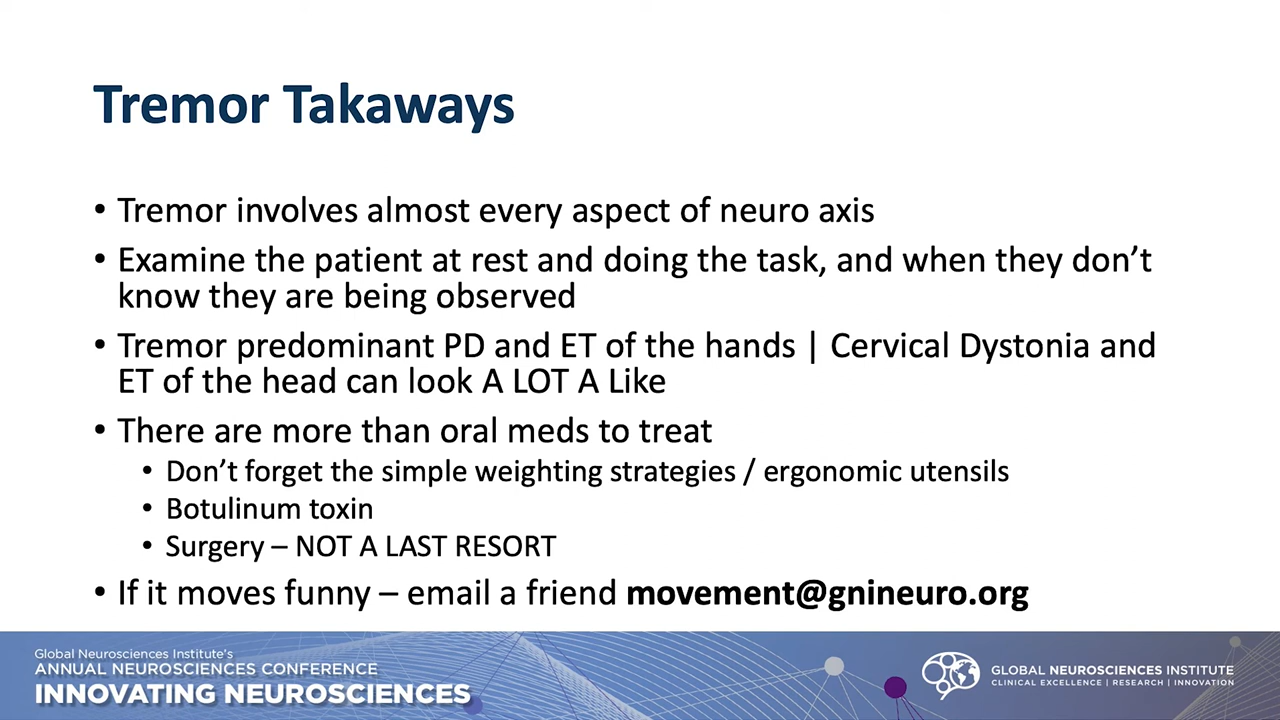 Tremor Takaways
• Tremor involves almost every aspect of neuro axis
• Examine the patient at rest and doing the task, and when they don’t
know they are being observed
• Tremor predominant PD and ET of the hands | Cervical Dystonia and
ET of the head can look A LOT A Like
• There are more than oral meds to treat
• Don’t forget the simple weighting strategies / ergonomic utensils
• Botulinum toxin
• Surgery – NOT A LAST RESORT
• If it moves funny – email a friend movement@gnineuro.org
Global Neurosciences Institute's
ANNUAL NEUROSCIENCES CONFERENCE
INNOVATING NEUROSCIENCES
GLOBAL NEUROSCIENCES INSTITUTE
CLINICAL EXCELLENCE | RESEARCH | INNOVATION